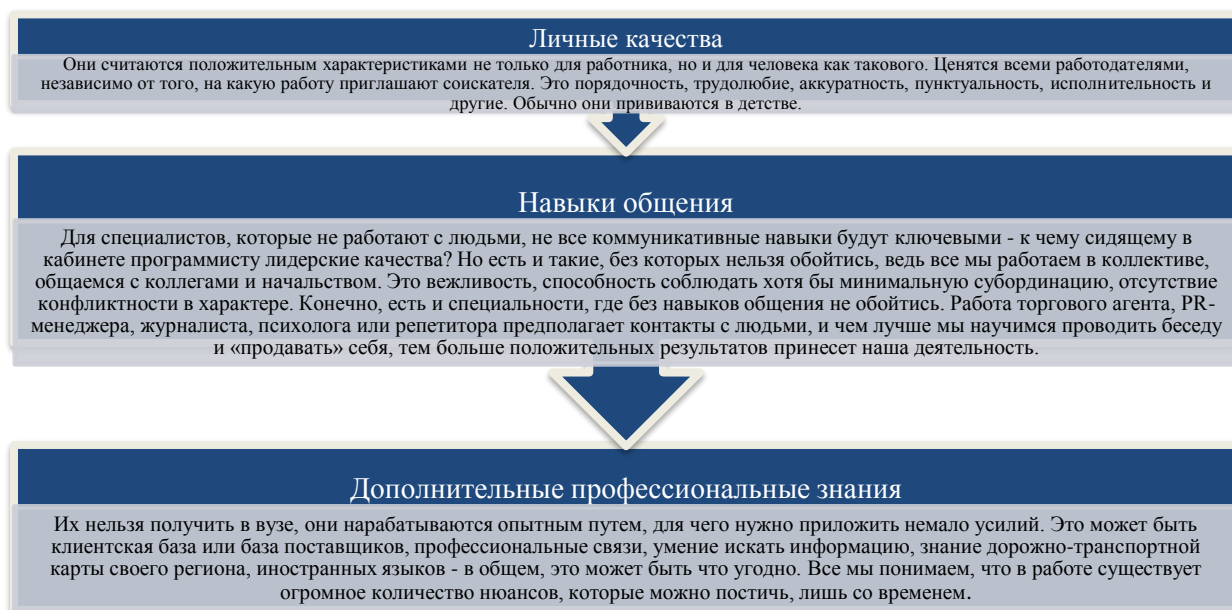 Личные качества
Они считаются положительным характеристиками не только для работника, но и для человека как такового. Ценятся всеми работодателями,
независимо от того, на какую работу приглашают соискателя. Это порядочность, трудолюбие, аккуратность, пунктуальность, исполнительность и
другие. Обычно они прививаются в детстве.
Навыки общения
Для специалистов, которые не работают с людьми, не все коммуникативные навыки будут ключевыми - к чему сидящему в
кабинете программисту лидерские качества? Но есть и такие, без которых нельзя обойтись, ведь все мы работаем в коллективе,
общаемся с коллегами и начальством. Это вежливость, способность соблюдать хотя бы минимальную субординацию, отсутствие
конфликтности в характере. Конечно, есть и специальности, где без навыков общения не обойтись. Работа торгового агента, PR-
менеджера, журналиста, психолога или репетитора предполагает контакты с людьми, и чем лучше мы научимся проводить беседу
и «продавать» себя, тем больше положительных результатов принесет наша деятельность.
Дополнительные профессиональные знания
Их нельзя получить в вузе, они нарабатываются опытным путем, для чего нужно приложить немало усилий. Это может быть
клиентская база или база поставщиков, профессиональные связи, умение искать информацию, знание дорожно-транспортной
карты своего региона, иностранных языков - в общем, это может быть что угодно. Все мы понимаем, что в работе существует
огромное количество нюансов, которые можно постичь, лишь со временем.